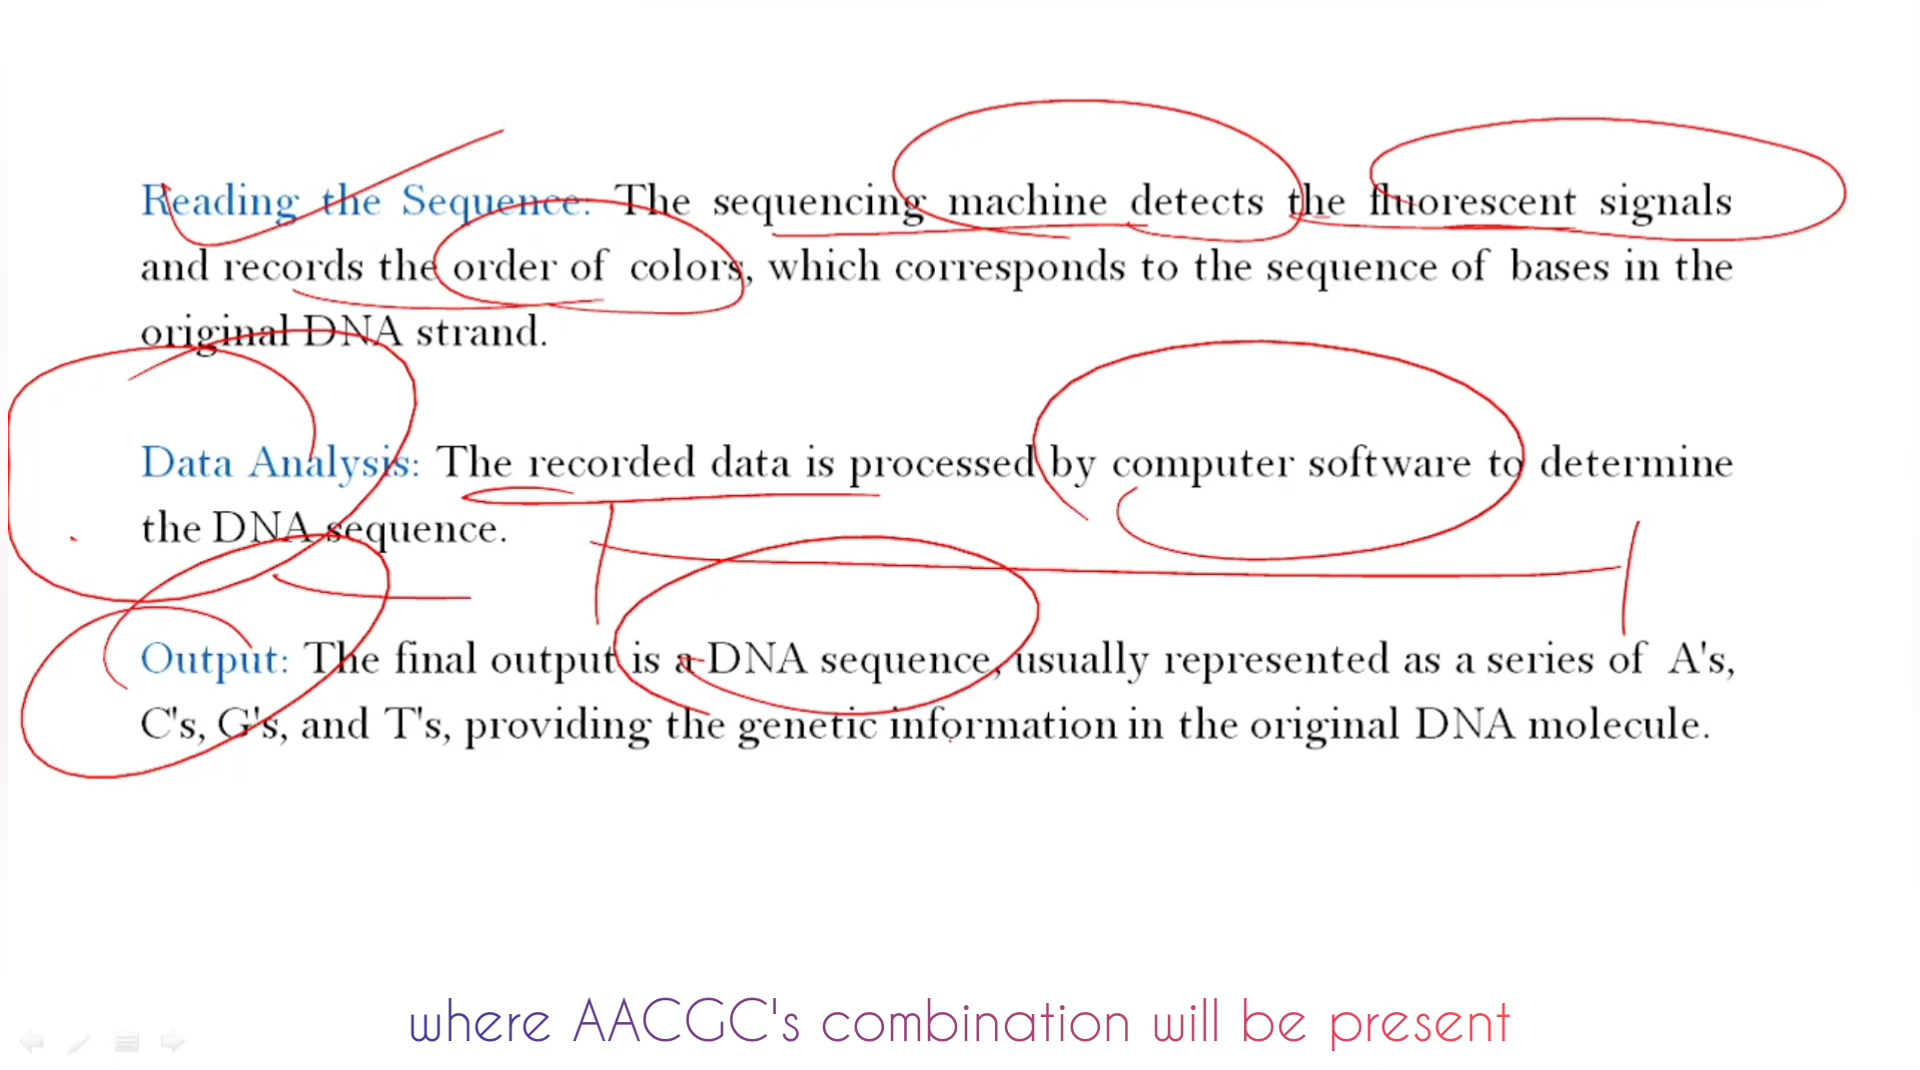 Reading the Sequence: The sequencing machine detects the fluorescent signals
and records the order of colors, which corresponds to the sequence of bases in the
original DNA strand.
Data Analysis: The recorded data is processed by computer software to determine
the DNA sequence.
Output: The final output is a DNA sequence, usually represented as a series of A's,
C's, G's, and T's, providing the genetic information in the original DNA molecule.
where AACGC's combination will be present